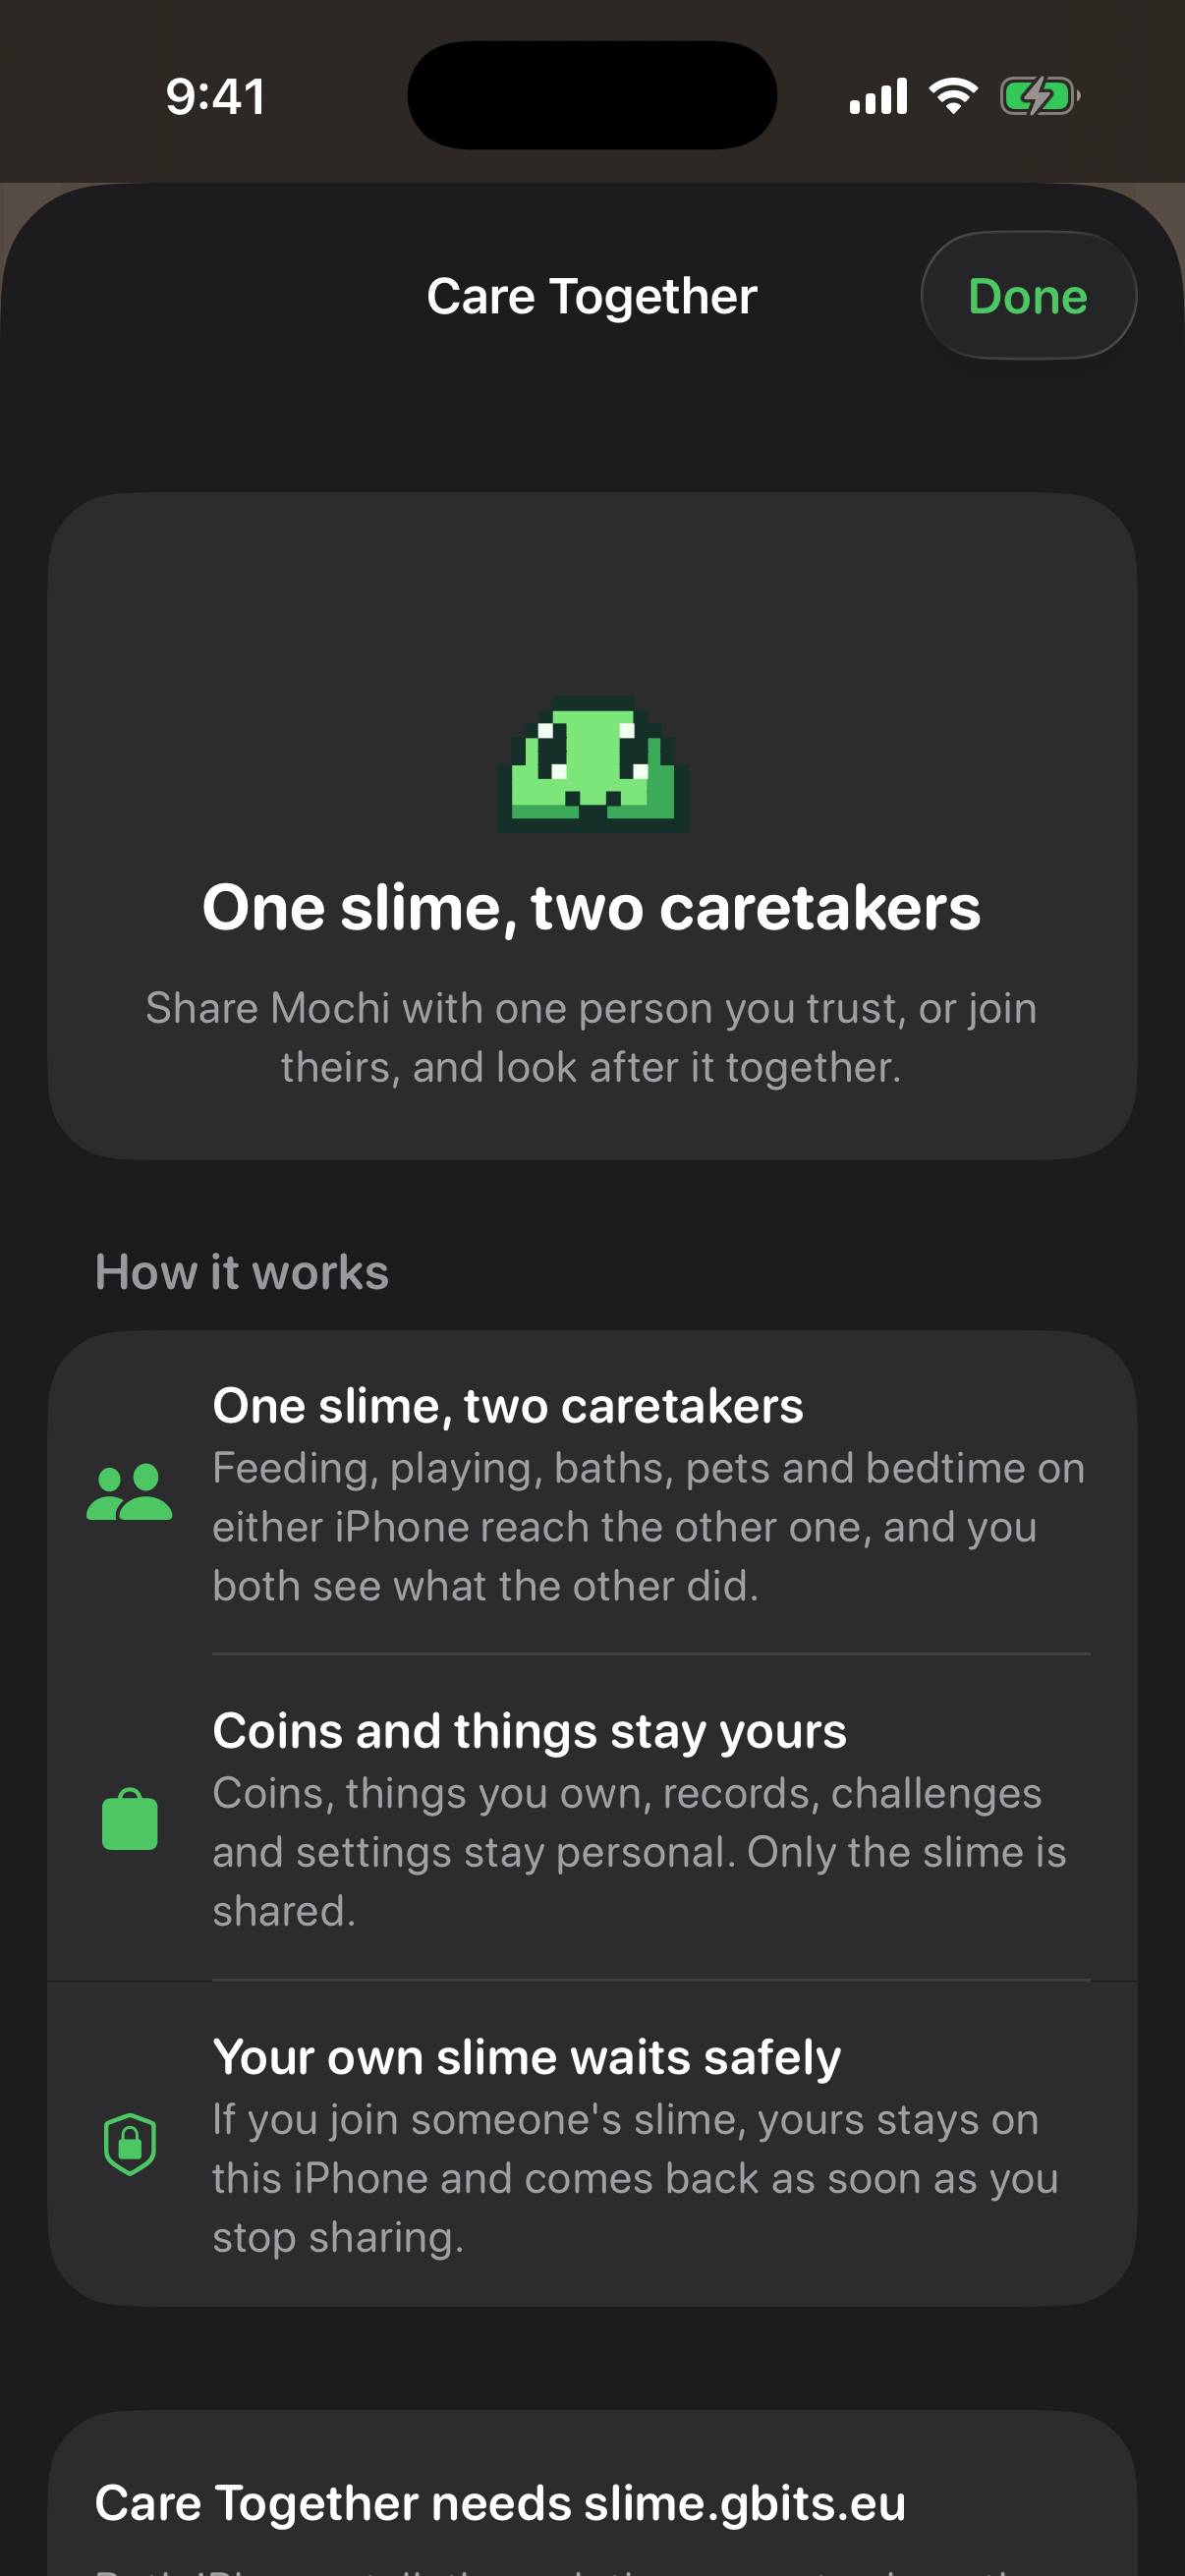 9:41
Care Together
Done
One slime, two caretakers
Share Mochi with one person you trust, or join
theirs, and look after it together.
How it works
One slime, two caretakers
Feeding, playing, baths, pets and bedtime on
either iPhone reach the other one, and you
both see what the other did.
Coins and things stay yours
Coins, things you own, records, challenges
and settings stay personal. Only the slime is
shared.
Your own slime waits safely
If you join someone's slime, yours stays on
this iPhone and comes back as soon as you
stop sharing.
Care Together needs slime.gbits.eu